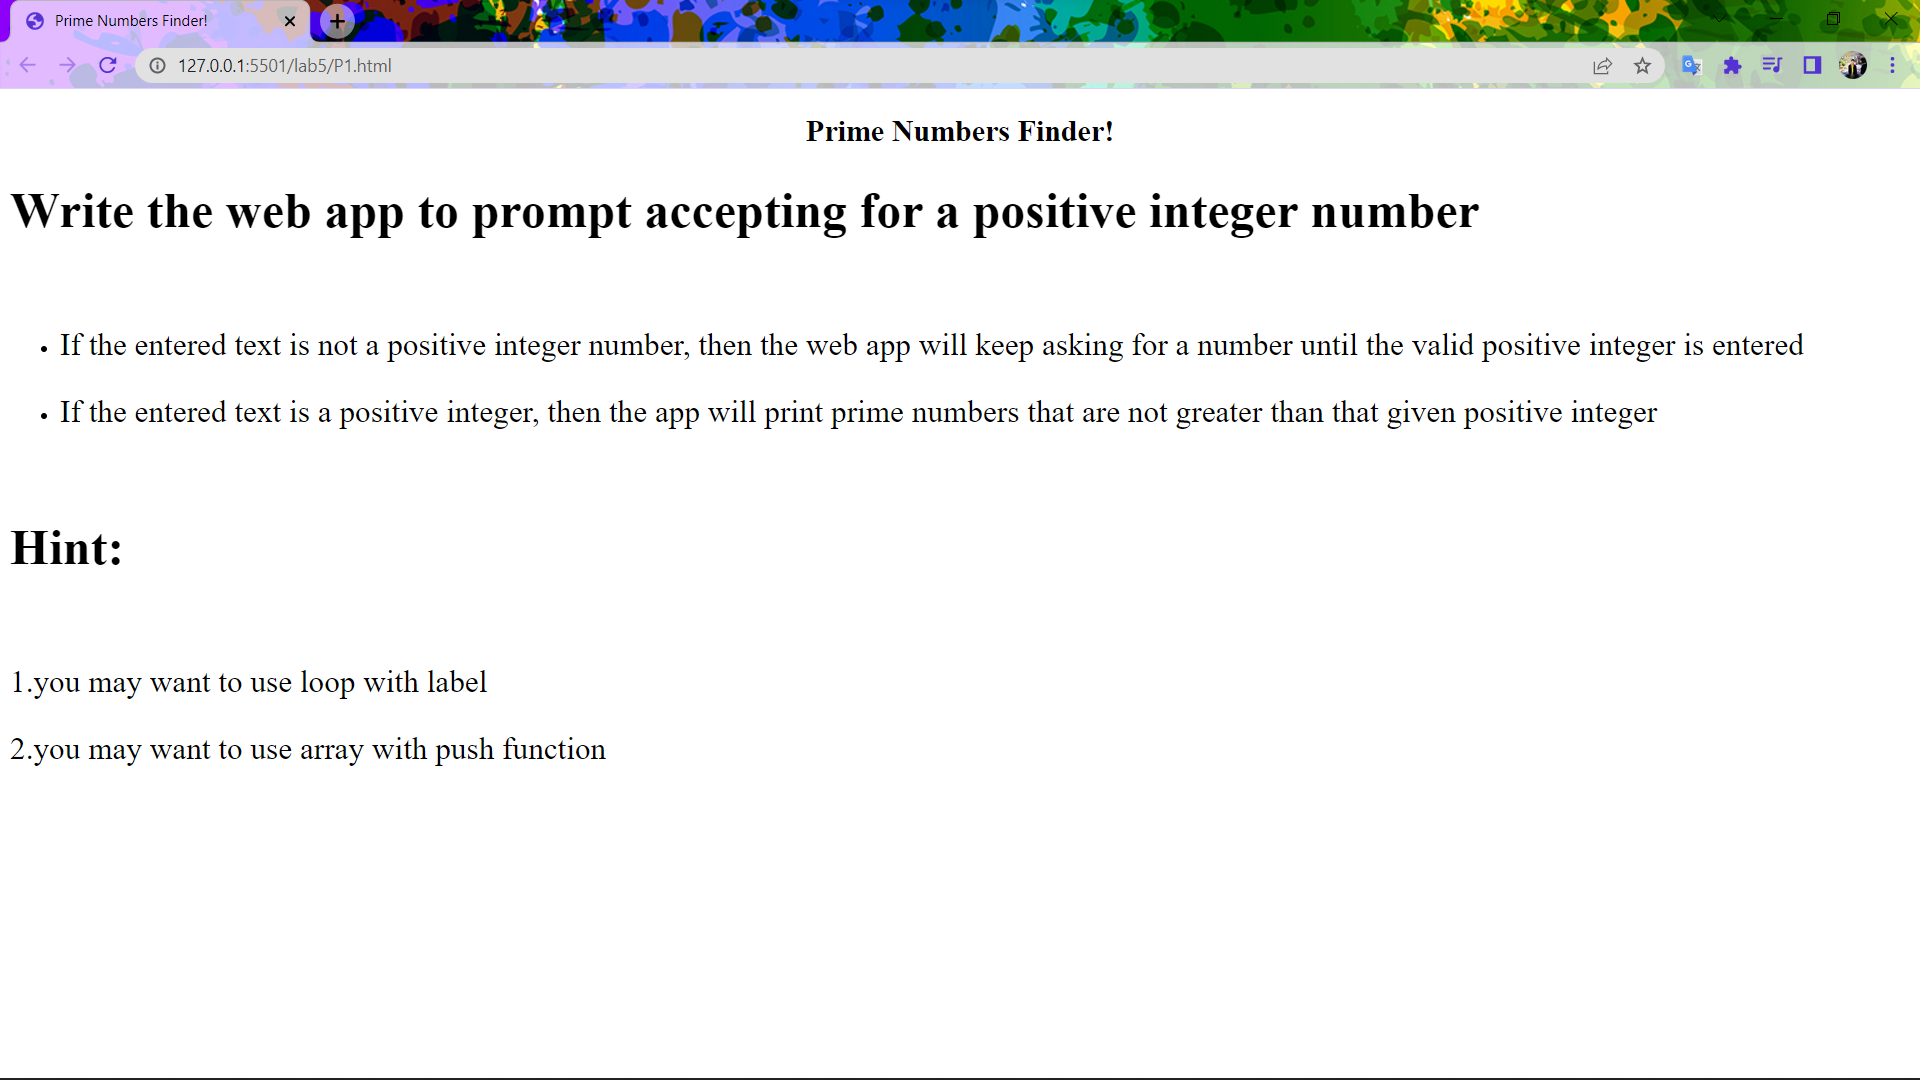 Prime Numbers Finder!
127.0.0.1:5501/lab5/P1.html
Prime Numbers Finder!
Write the web app to prompt accepting for a positive integer number
• If the entered text is not a positive integer number, then the web app will keep asking for a number until the valid positive integer is entered
• If the entered text is a positive integer, then the app will print prime numbers that are not greater than that given positive integer
Hint:
1.you may want to use loop with label
2.you may want to use array with push function